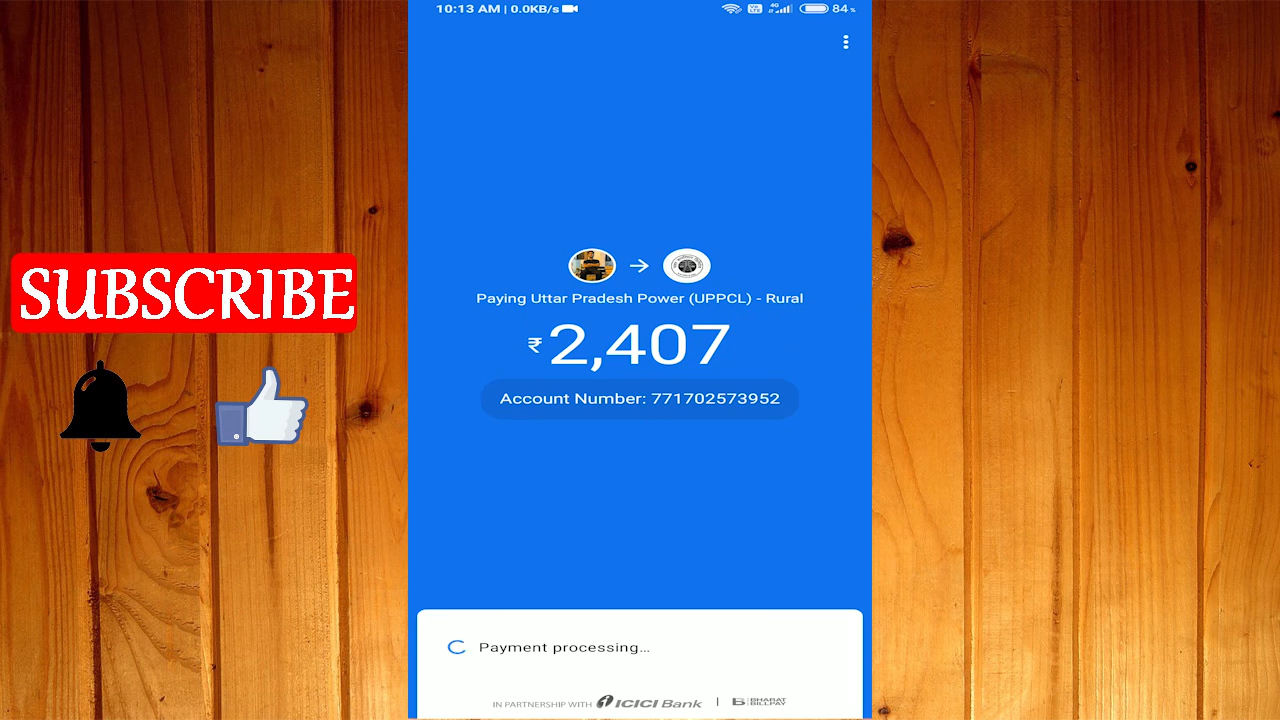 10:13 AM | 0.0KB/s
4G
84%
SUBSCRIBE
Paying Uttar Pradesh Power (UPPCL) - Rural
₹2,407
Account Number: 771702573952
Payment processing...
IN PARTNERSHIP WITH ICICI Bank | BHARAT BILLPAY